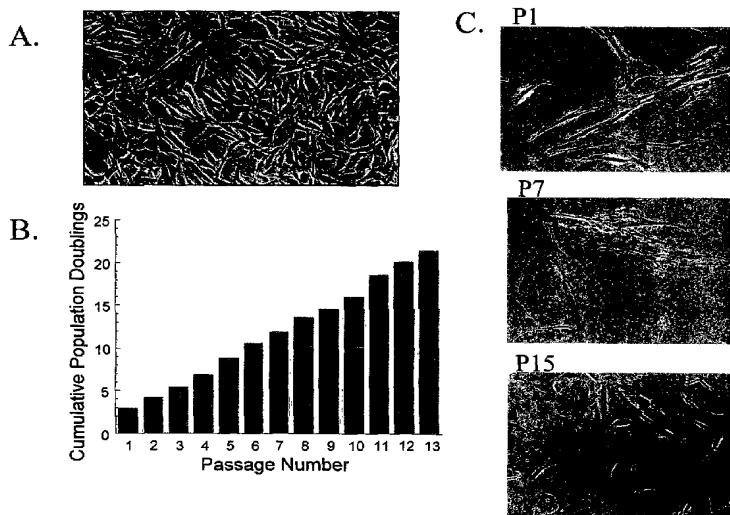 A.
B.
Cumulative Population Doublings
25
20
15
10
5
0
1 2 3 4 5 6 7 8 9 10 11 12 13
Passage Number
C.
P1
P7
P15